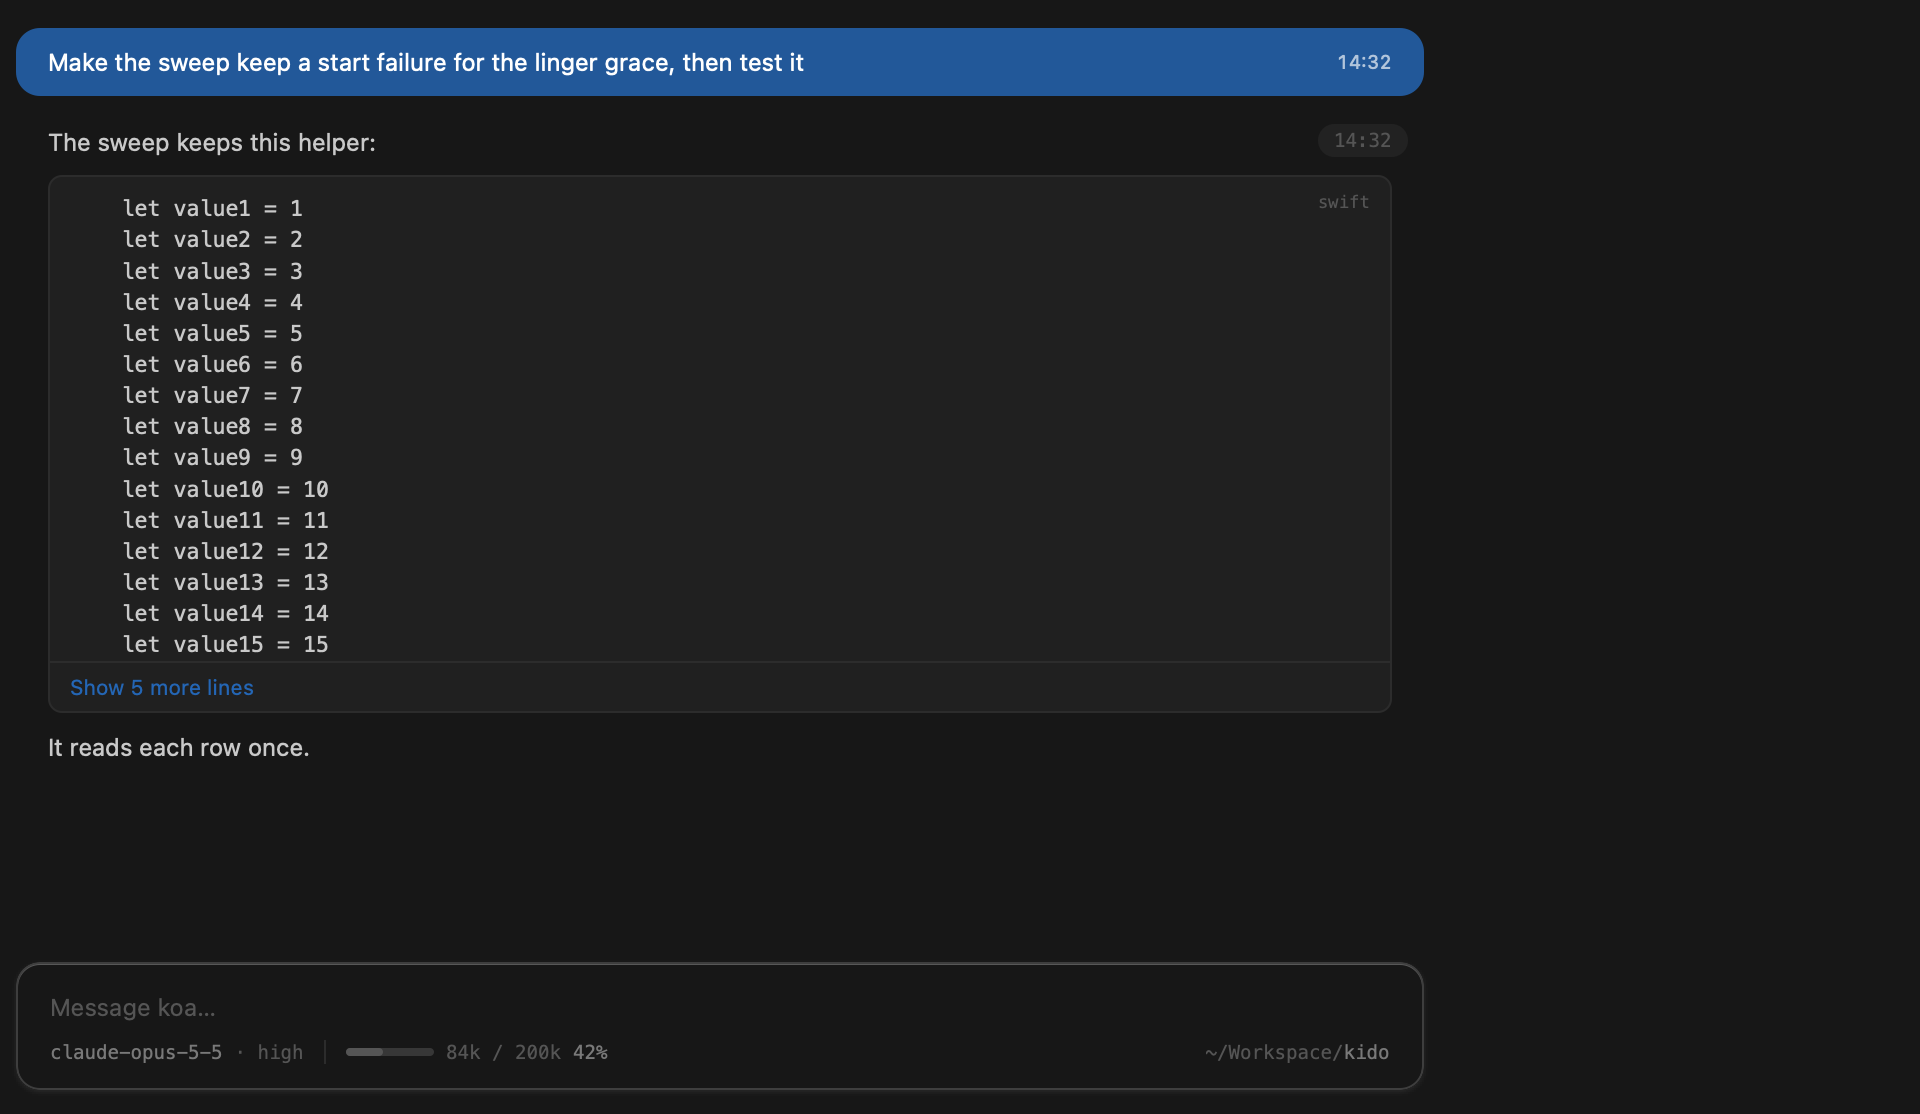 Make the sweep keep a start failure for the linger grace, then test it 14:32
The sweep keeps this helper: 14:32
swift
let value1 = 1
let value2 = 2
let value3 = 3
let value4 = 4
let value5 = 5
let value6 = 6
let value7 = 7
let value8 = 8
let value9 = 9
let value10 = 10
let value11 = 11
let value12 = 12
let value13 = 13
let value14 = 14
let value15 = 15
Show 5 more lines
It reads each row once.
Message koa...
claude-opus-5-5 · high 84k / 200k 42% ~/Workspace/kido